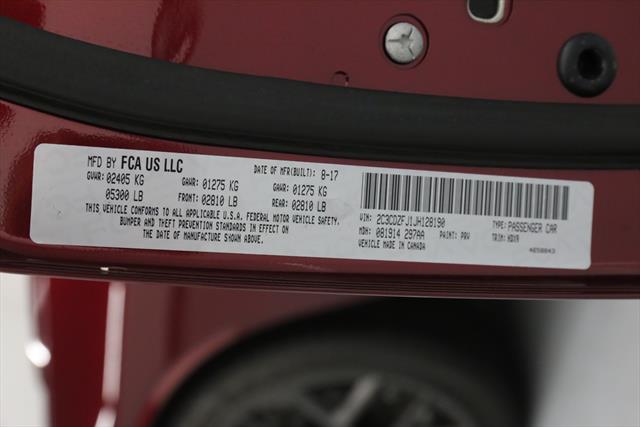 MFD BY FCA US LLC DATE OF MFR(BUILT): 8-17
GVWR: 02405 KG GAWR: 01275 KG GAWR: 01275 KG
05300 LB FRONT: 02810 LB REAR: 02810 LB
THIS VEHICLE CONFORMS TO ALL APPLICABLE U.S.A. FEDERAL MOTOR VEHICLE SAFETY,
BUMPER AND THEFT PREVENTION STANDARDS IN EFFECT ON
THE DATE OF MANUFACTURE SHOWN ABOVE.
VIN: 2C3CDZFJ1JH128190 TYPE: PASSENGER CAR
MDH: 081914 297AA PAINT: PRV TRIM: HDX9
VEHICLE MADE IN CANADA